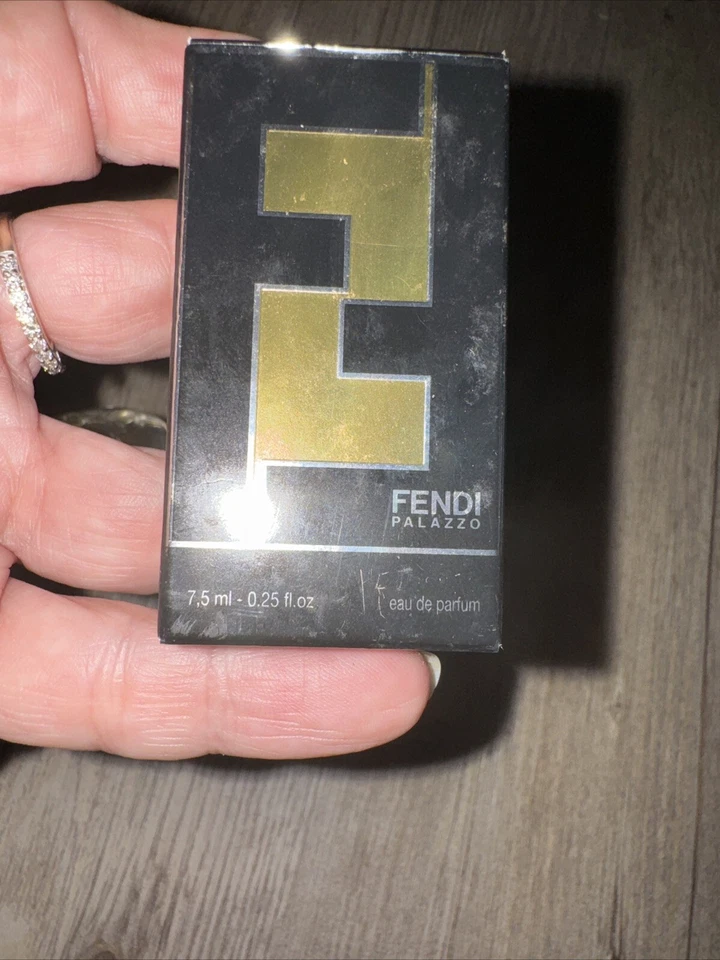 FENDI
PALAZZO
7,5 ml - 0.25 fl.oz
eau de parfum